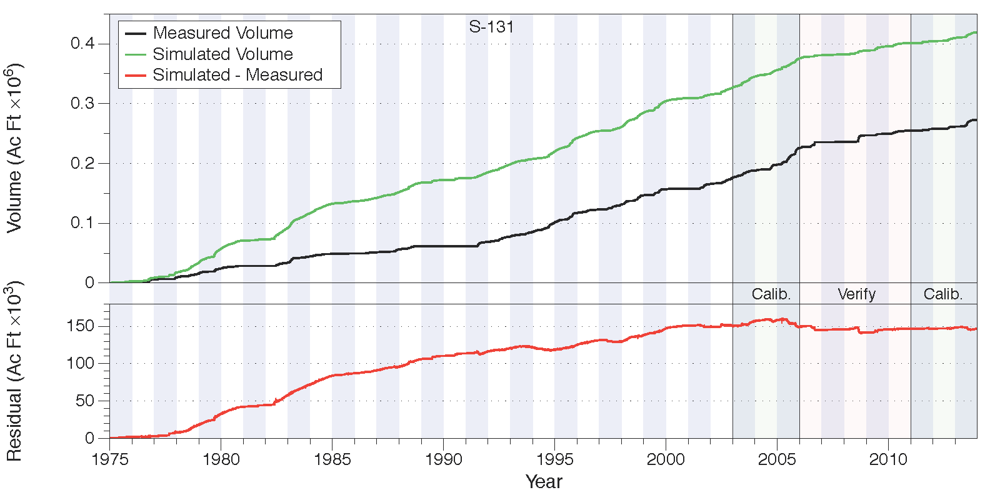 S-131
Measured Volume
Simulated Volume
Simulated - Measured
Volume (Ac Ft ×10⁶)
0.4
0.3
0.2
0.1
0
Calib.
Verify
Calib.
Residual (Ac Ft ×10³)
150
100
50
0
1975
1980
1985
1990
1995
2000
2005
2010
Year